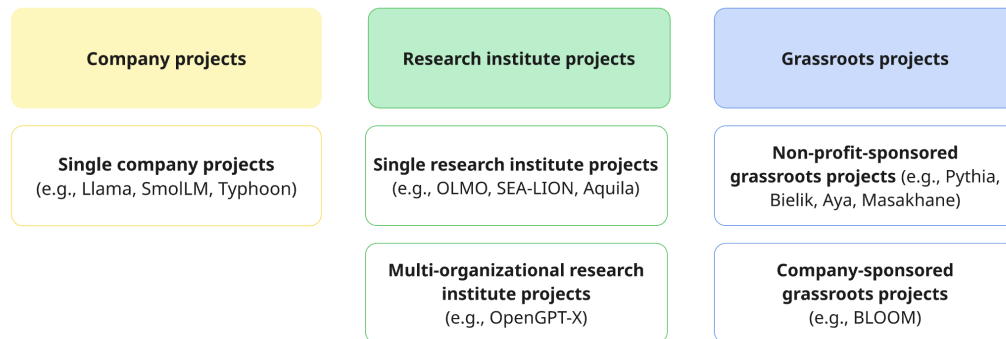 Company projects
Research institute projects
Grassroots projects
Single company projects
(e.g., Llama, SmolLM, Typhoon)
Single research institute projects
(e.g., OLMO, SEA-LION, Aquila)
Non-profit-sponsored
grassroots projects (e.g., Pythia,
Bielik, Aya, Masakhane)
Multi-organizational research
institute projects
(e.g., OpenGPT-X)
Company-sponsored
grassroots projects
(e.g., BLOOM)